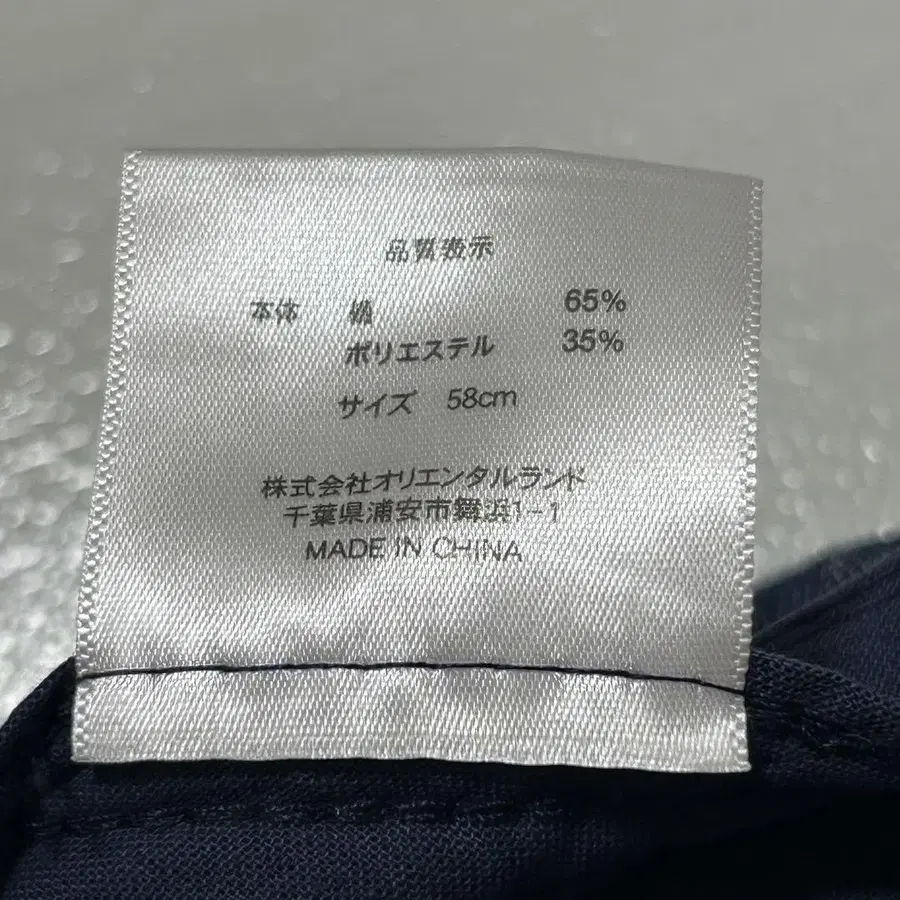 品質表示
本体 綿 65%
ポリエステル 35%
サイズ 58cm
株式会社オリエンタルランド
千葉県浦安市舞浜1-1
MADE IN CHINA